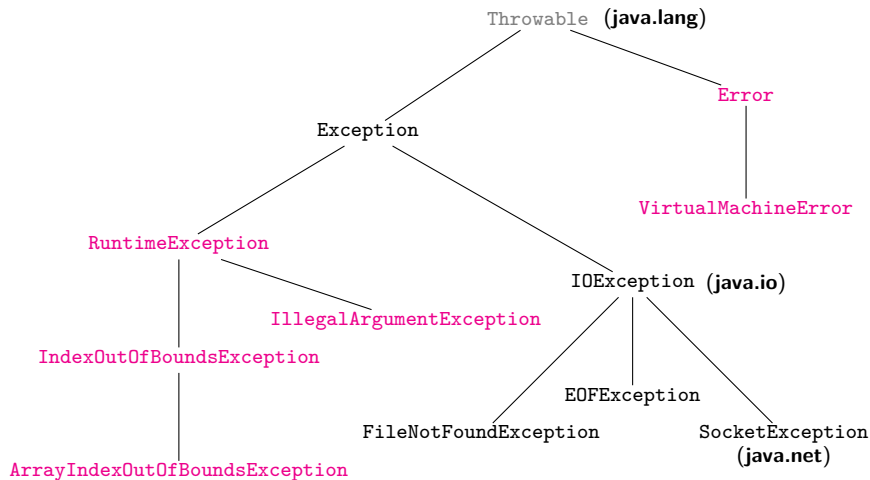 Throwable (java.lang)
Error
Exception
VirtualMachineError
RuntimeException
IOException (java.io)
IllegalArgumentException
IndexOutOfBoundsException
EOFException
FileNotFoundException
SocketException
(java.net)
ArrayIndexOutOfBoundsException